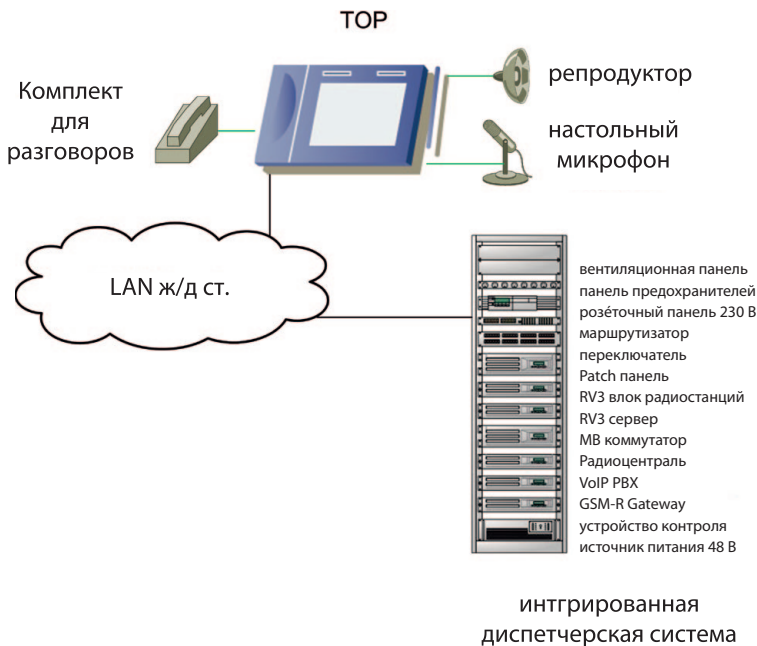 TOP
Комплект
для
разговоров
репродуктор
настольный
микрофон
LAN ж/д ст.
вентиляционная панель
панель предохранителей
розéточный панель 230 В
маршрутизатор
переключатель
Patch панель
RV3 влок радиостанций
RV3 сервер
МВ коммутатор
Радиоцентраль
VoIP PBX
GSM-R Gateway
устройство контроля
источник питания 48 В
интгрированная
диспетчерская система